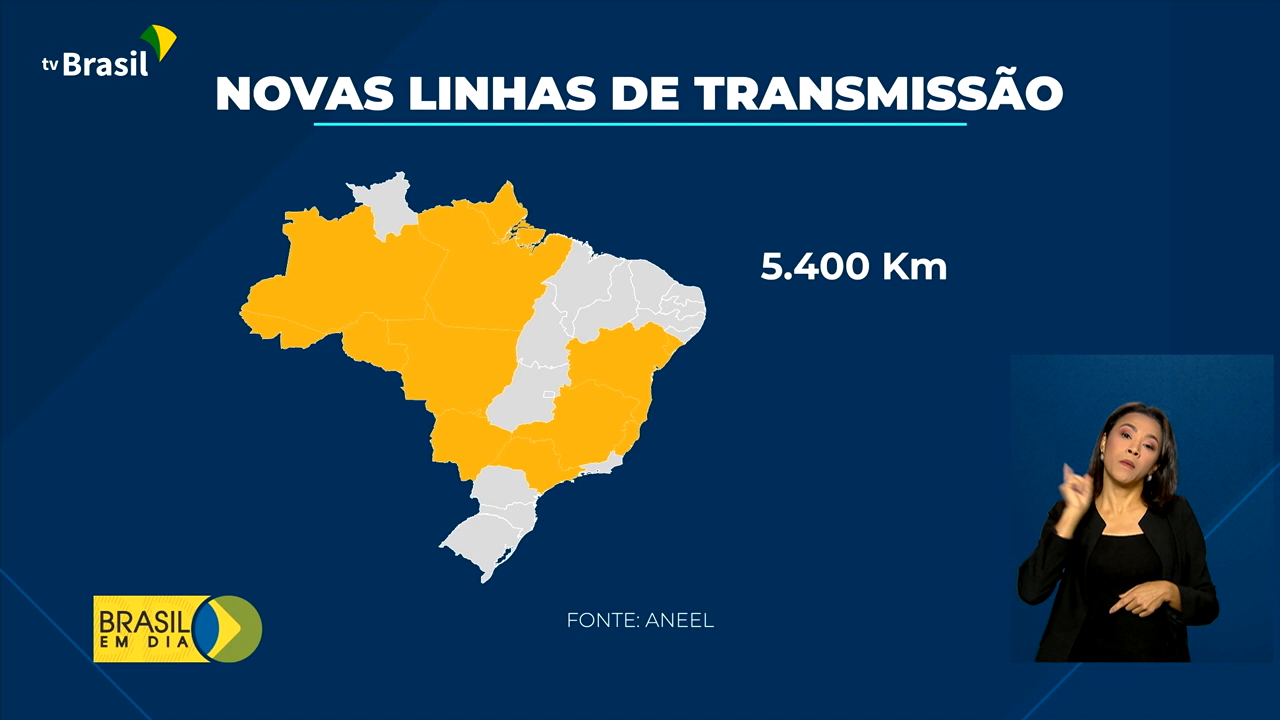 tv Brasil
NOVAS LINHAS DE TRANSMISSÃO
5.400 Km
BRASIL
EM DIA
FONTE: ANEEL